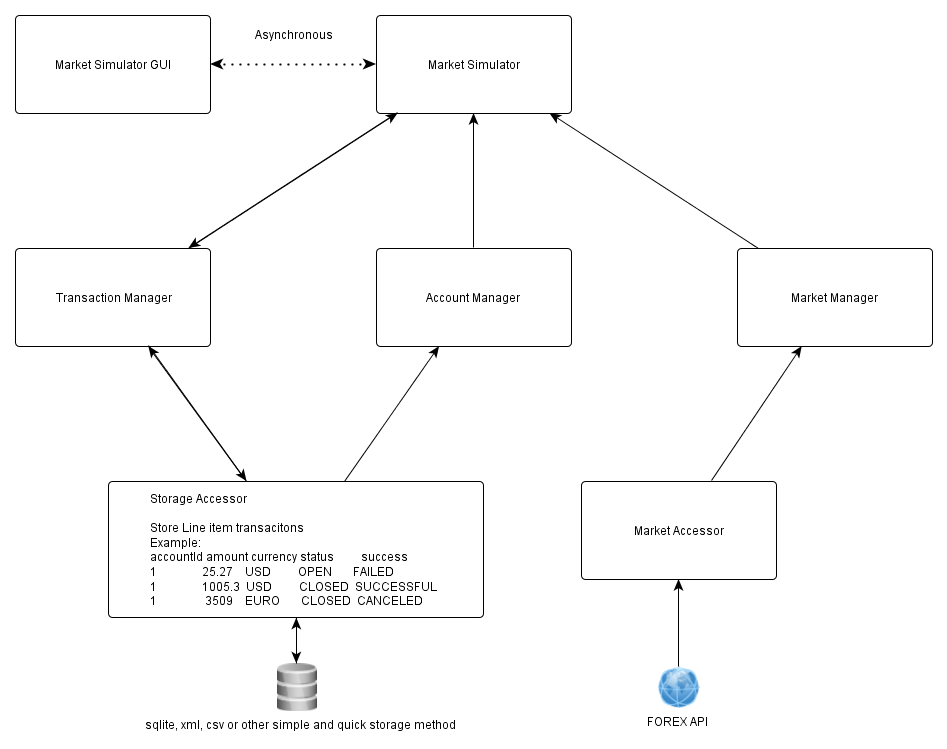 Asynchronous
Market Simulator GUI
Market Simulator
Transaction Manager
Account Manager
Market Manager
Storage Accessor
Store Line item transacitons
Example:
accountId amount currency status success
1 25.27 USD OPEN FAILED
1 1005.3 USD CLOSED SUCCESSFUL
1 3509 EURO CLOSED CANCELED
Market Accessor
sqlite, xml, csv or other simple and quick storage method
FOREX API